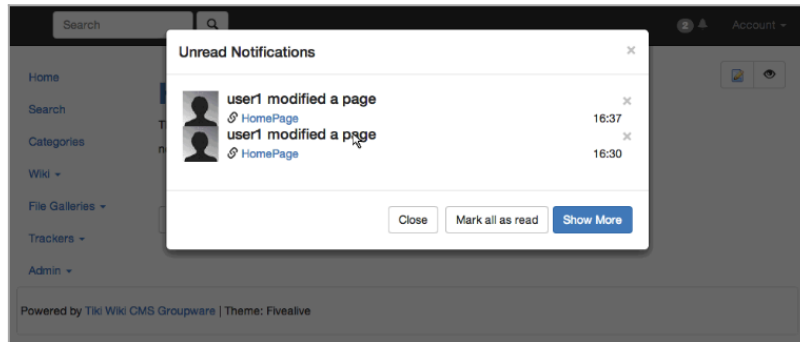 Search
2
Account
Unread Notifications
×
Home
user1 modified a page
×
HomePage
16:37
Search
user1 modified a page
×
Categories
HomePage
16:30
Wiki
File Galleries
Close
Mark all as read
Show More
Trackers
Admin
Powered by Tiki Wiki CMS Groupware | Theme: Fivealive